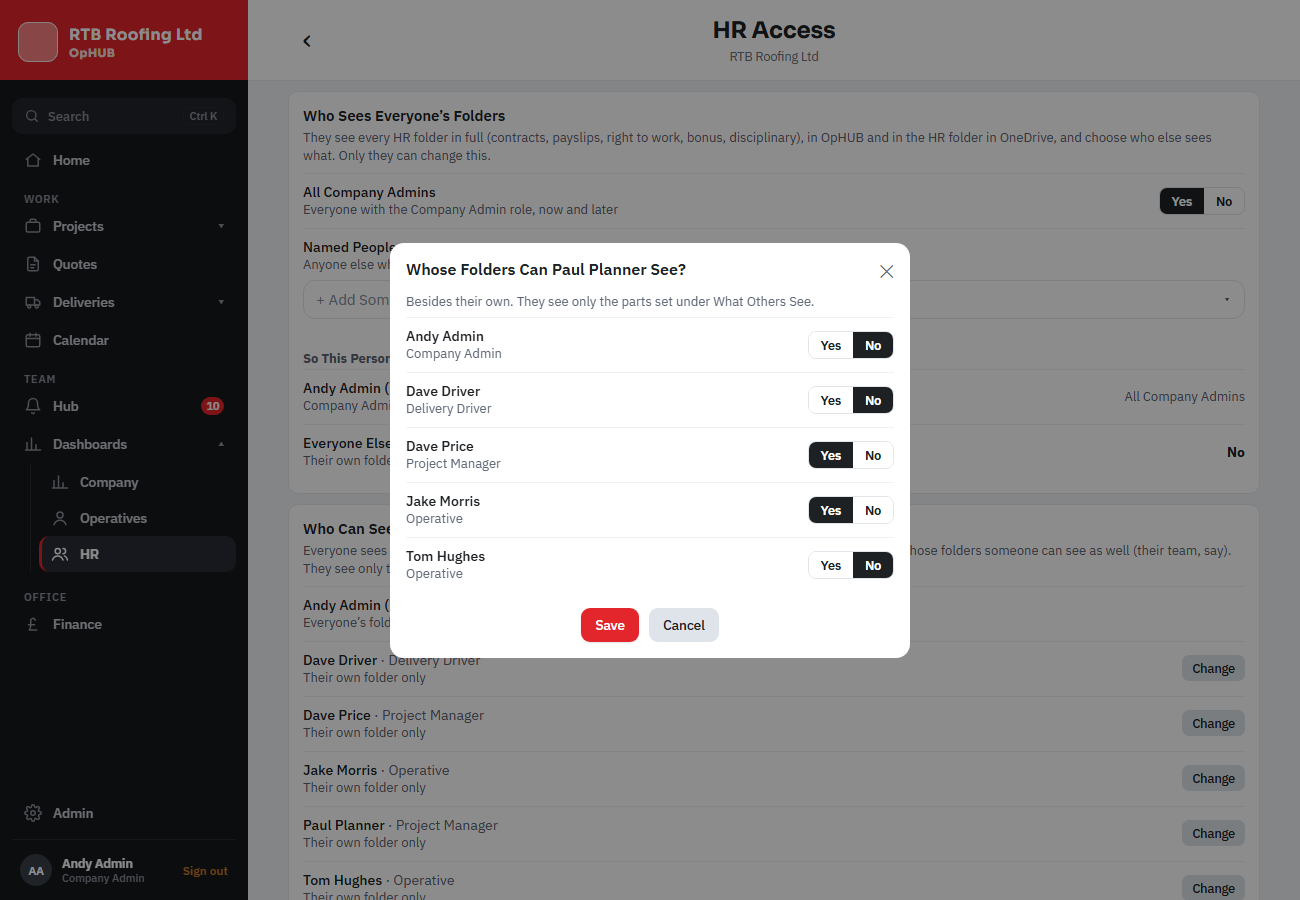 RTB Roofing Ltd
OpHUB
Search
Ctrl K
Home
WORK
Projects
Quotes
Deliveries
Calendar
TEAM
Hub
10
Dashboards
Company
Operatives
HR
OFFICE
Finance
Admin
AA
Andy Admin
Company Admin
Sign out
HR Access
RTB Roofing Ltd
Who Sees Everyone’s Folders
They see every HR folder in full (contracts, payslips, right to work, bonus, disciplinary), in OpHUB and in the HR folder in OneDrive, and choose who else sees
what. Only they can change this.
All Company Admins
Everyone with the Company Admin role, now and later
Yes
No
Named People
Anyone else
+ Add Som
So This Person
Andy Admin (
Company Admi
All Company Admins
Everyone Else
Their own folde
No
Whose Folders Can Paul Planner See?
Besides their own. They see only the parts set under What Others See.
Andy Admin
Company Admin
Yes
No
Dave Driver
Delivery Driver
Yes
No
Dave Price
Project Manager
Yes
No
Jake Morris
Operative
Yes
No
Tom Hughes
Operative
Yes
No
Save
Cancel
Who Can See
Everyone sees
hose folders someone can see as well (their team, say).
They see only t
Andy Admin (
Everyone’s fold
Dave Driver · Delivery Driver
Their own folder only
Change
Dave Price · Project Manager
Their own folder only
Change
Jake Morris · Operative
Their own folder only
Change
Paul Planner · Project Manager
Their own folder only
Change
Tom Hughes · Operative
Their own folder only
Change